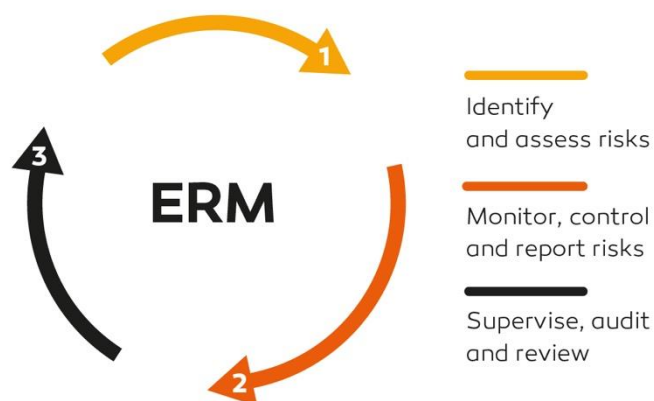 1
3
ERM
2
Identify
and assess risks
Monitor, control
and report risks
Supervise, audit
and review